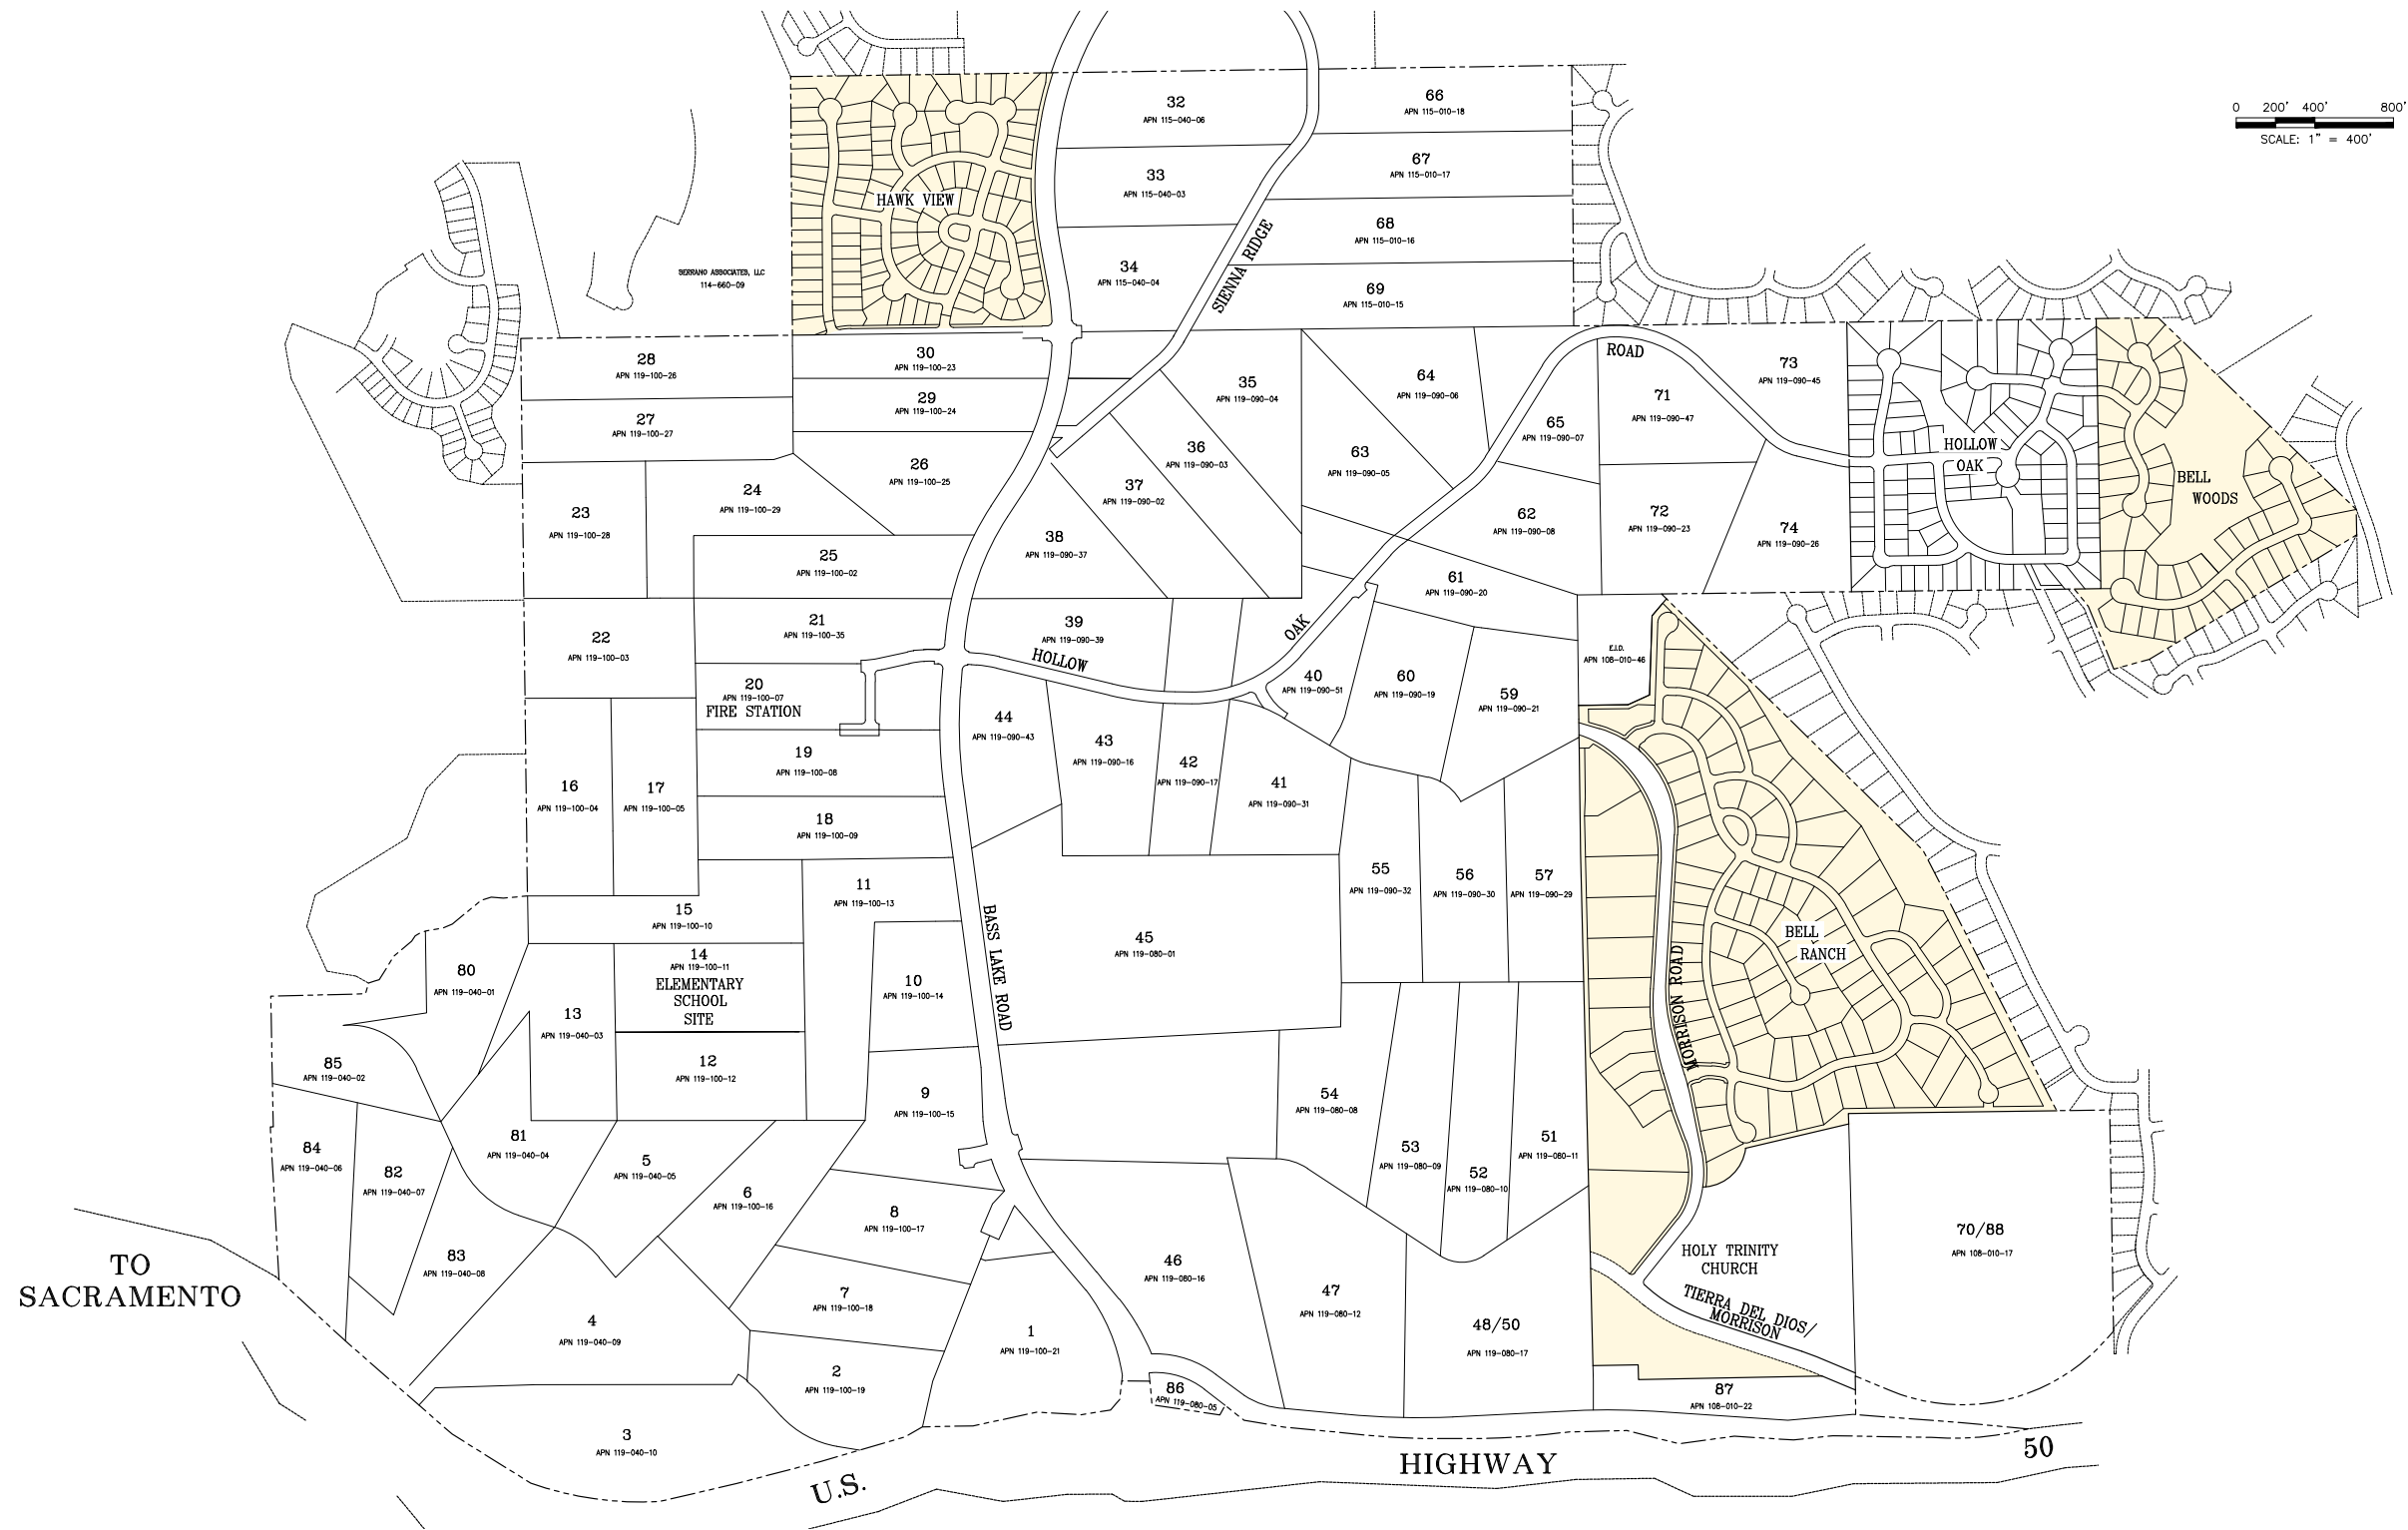 32
APN 115-040-06
66
APN 115-010-18
0 200' 400' 800'
SCALE: 1" = 400'
67
APN 115-010-17
33
APN 115-040-03
HAWK VIEW
68
APN 115-010-16
SIENNA RIDGE
SERRANO ASSOCIATES, LLC
114-660-09
34
APN 115-040-04
69
APN 115-010-15
28
APN 119-100-26
30
APN 119-100-23
ROAD
73
APN 119-090-45
35
APN 119-090-04
64
APN 119-090-06
71
APN 119-090-47
29
APN 119-100-24
27
APN 119-100-27
65
APN 119-090-07
36
APN 119-090-03
63
APN 119-090-05
HOLLOW
OAK
26
APN 119-100-25
BELL
WOODS
37
APN 119-090-02
24
APN 119-100-29
23
APN 119-100-28
62
APN 119-090-08
72
APN 119-090-23
74
APN 119-090-26
38
APN 119-090-37
25
APN 119-100-02
61
APN 119-090-20
21
APN 119-100-35
39
APN 119-090-39
OAK
22
APN 119-100-03
HOLLOW
E.I.D.
APN 108-010-46
20
APN 119-100-07
FIRE STATION
40
APN 119-090-51
60
APN 119-090-19
59
APN 119-090-21
44
APN 119-090-43
43
APN 119-090-16
19
APN 119-100-08
42
APN 119-090-17
41
APN 119-090-31
16
APN 119-100-04
17
APN 119-100-05
18
APN 119-100-09
55
APN 119-090-32
56
APN 119-090-30
57
APN 119-090-29
11
APN 119-100-13
15
APN 119-100-10
BASS LAKE ROAD
45
APN 119-080-01
BELL
RANCH
MORRISON ROAD
14
APN 119-100-11
ELEMENTARY
SCHOOL
SITE
80
APN 119-040-01
10
APN 119-100-14
13
APN 119-040-03
12
APN 119-100-12
85
APN 119-040-02
9
APN 119-100-15
54
APN 119-080-08
81
APN 119-040-04
84
APN 119-040-06
82
APN 119-040-07
5
APN 119-040-05
53
APN 119-080-09
51
APN 119-080-11
52
APN 119-080-10
6
APN 119-100-16
8
APN 119-100-17
70/88
APN 108-010-17
HOLY TRINITY
CHURCH
83
APN 119-040-08
TO
SACRAMENTO
46
APN 119-080-16
7
APN 119-100-18
47
APN 119-080-12
TIERRA DEL DIOS/
MORRISON
4
APN 119-040-09
1
APN 119-100-21
48/50
APN 119-080-17
2
APN 119-100-19
86
APN 119-080-05
87
APN 108-010-22
3
APN 119-040-10
U.S.
HIGHWAY
50